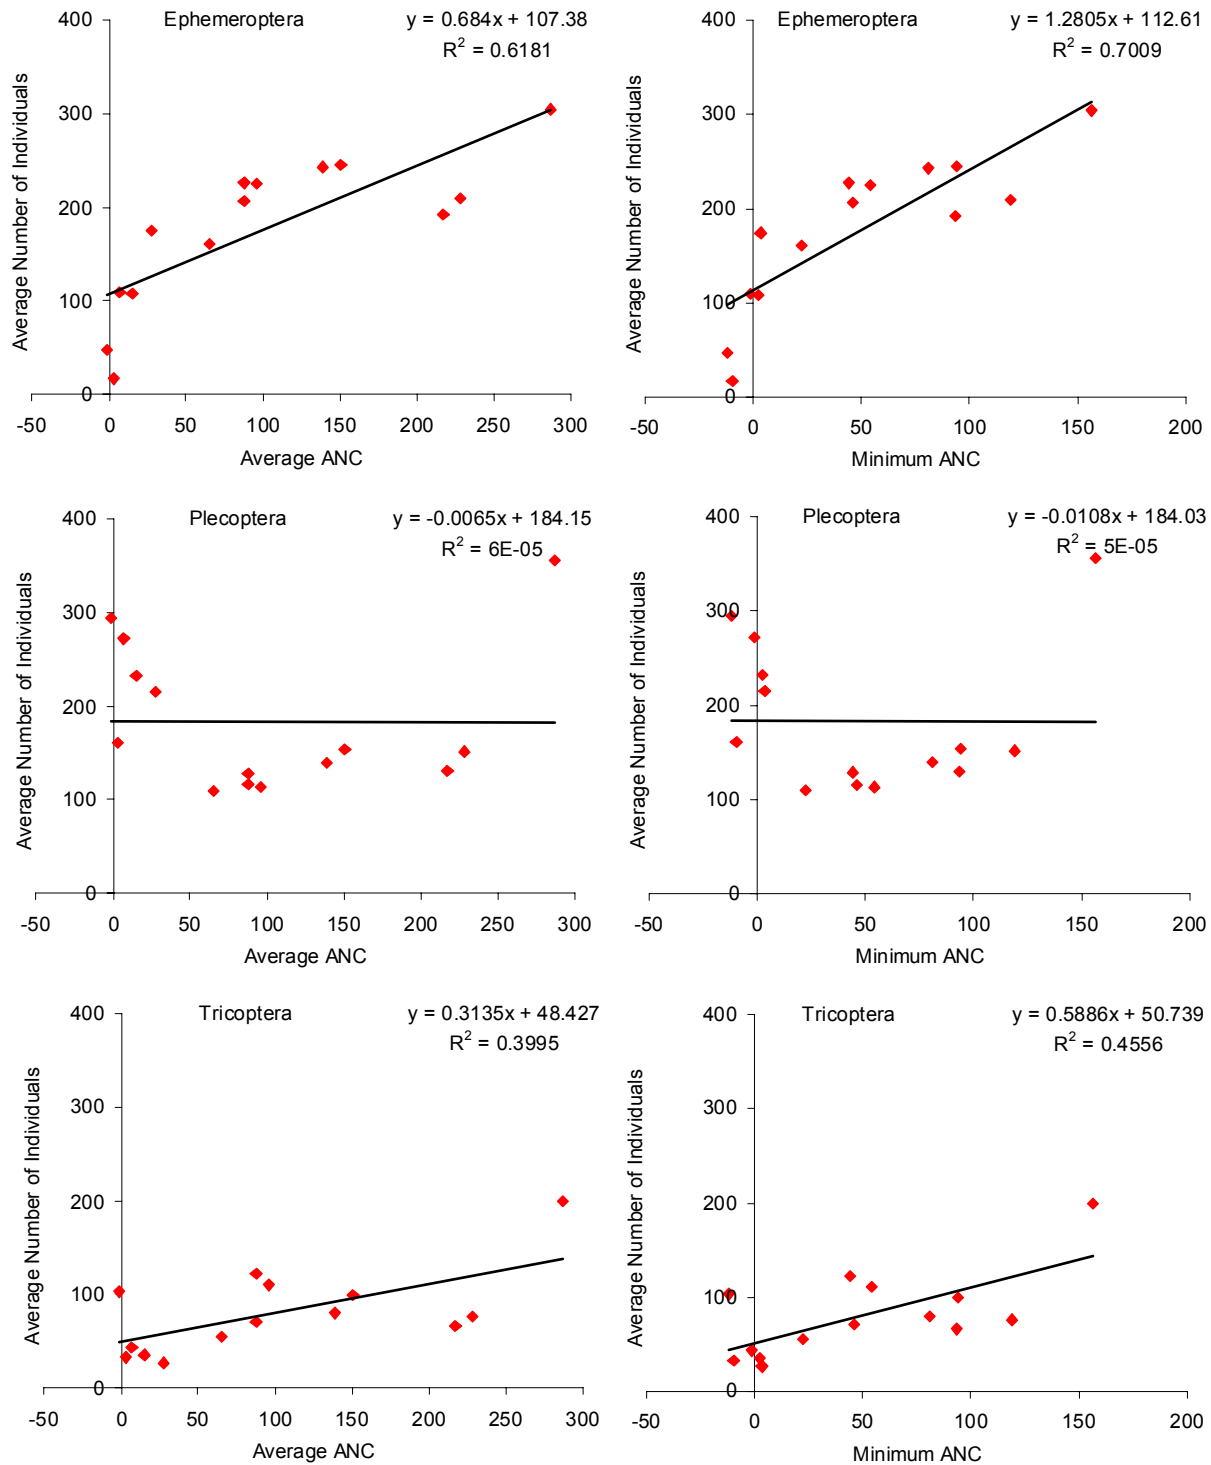 Ephemeroptera
y = 0.684x + 107.38
R² = 0.6181
400
300
200
100
0
Average Number of Individuals
-50 0 50 100 150 200 250 300
Average ANC
Ephemeroptera
y = 1.2805x + 112.61
R² = 0.7009
400
300
200
100
0
Average Number of Individuals
-50 0 50 100 150 200
Minimum ANC
Plecoptera
y = -0.0065x + 184.15
R² = 6E-05
400
300
200
100
0
Average Number of Individuals
-50 0 50 100 150 200 250 300
Average ANC
Plecoptera
y = -0.0108x + 184.03
R² = 5E-05
400
300
200
100
0
Average Number of Individuals
-50 0 50 100 150 200
Minimum ANC
Tricoptera
y = 0.3135x + 48.427
R² = 0.3995
400
300
200
100
0
Average Number of Individuals
-50 0 50 100 150 200 250 300
Average ANC
Tricoptera
y = 0.5886x + 50.739
R² = 0.4556
400
300
200
100
0
Average Number of Individuals
-50 0 50 100 150 200
Minimum ANC